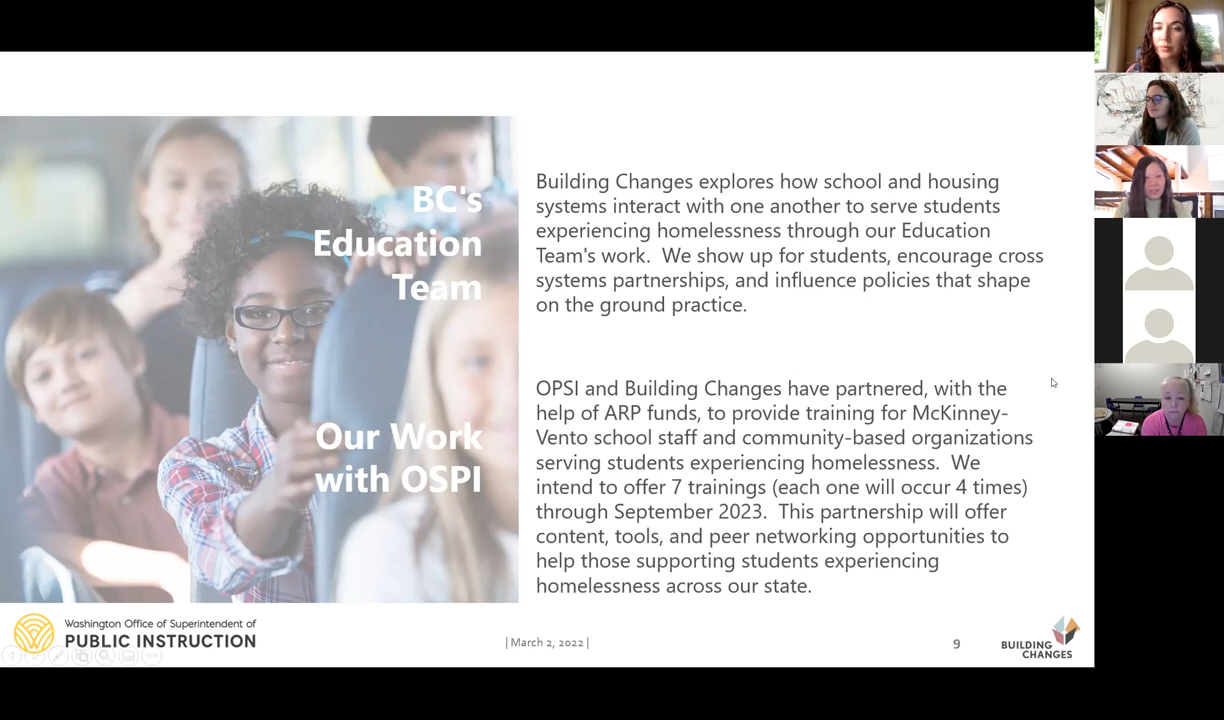 BC's
Education
Team
Building Changes explores how school and housing
systems interact with one another to serve students
experiencing homelessness through our Education
Team's work.  We show up for students, encourage cross
systems partnerships, and influence policies that shape
on the ground practice.
Our Work
with OSPI
OPSI and Building Changes have partnered, with the
help of ARP funds, to provide training for McKinney-
Vento school staff and community-based organizations
serving students experiencing homelessness.  We
intend to offer 7 trainings (each one will occur 4 times)
through September 2023.  This partnership will offer
content, tools, and peer networking opportunities to
help those supporting students experiencing
homelessness across our state.
Washington Office of Superintendent of
PUBLIC INSTRUCTION
| March 2, 2022 |
9
BUILDING
CHANGES